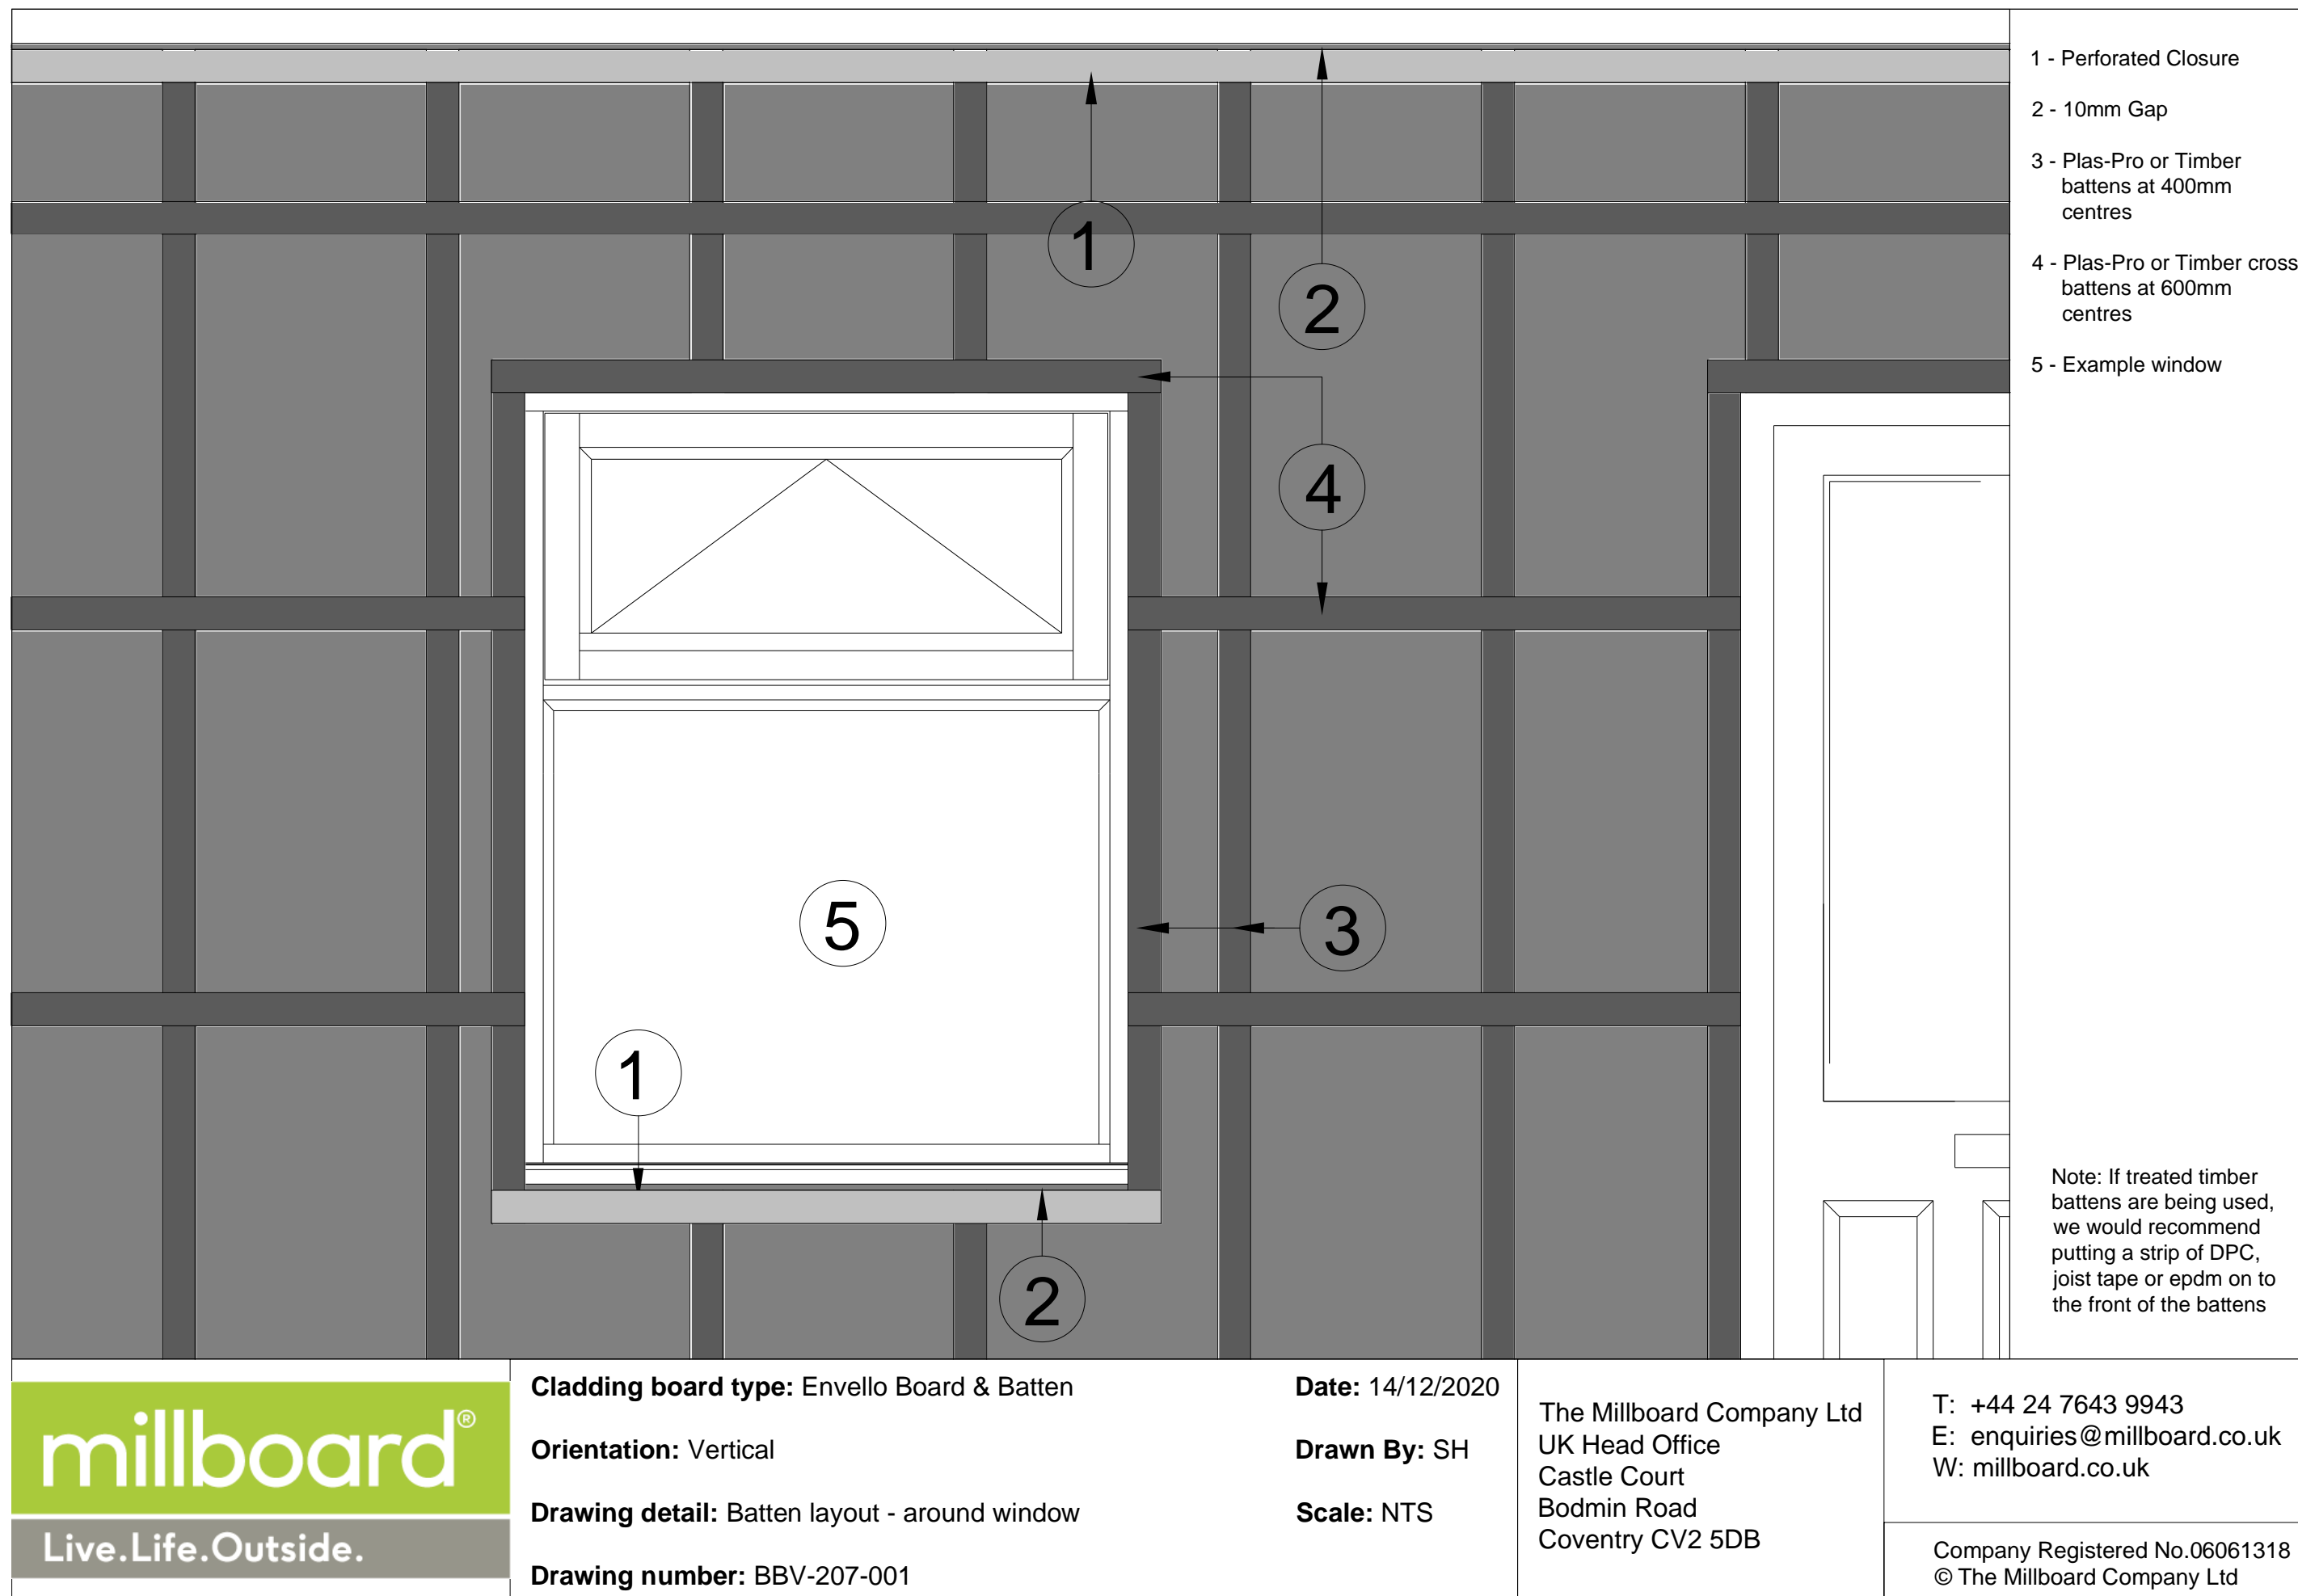 1 - Perforated Closure
2 - 10mm Gap
3 - Plas-Pro or Timber
battens at 400mm
centres
4 - Plas-Pro or Timber cross
battens at 600mm
centres
5 - Example window
1
2
4
5
3
1
2
Note: If treated timber
battens are being used,
we would recommend
putting a strip of DPC,
joist tape or epdm on to
the front of the battens
millboard®
Live.Life.Outside.
Cladding board type: Envello Board & Batten
Orientation: Vertical
Drawing detail: Batten layout - around window
Drawing number: BBV-207-001
Date: 14/12/2020
Drawn By: SH
Scale: NTS
The Millboard Company Ltd
UK Head Office
Castle Court
Bodmin Road
Coventry CV2 5DB
T: +44 24 7643 9943
E: enquiries@millboard.co.uk
W: millboard.co.uk
Company Registered No.06061318
© The Millboard Company Ltd